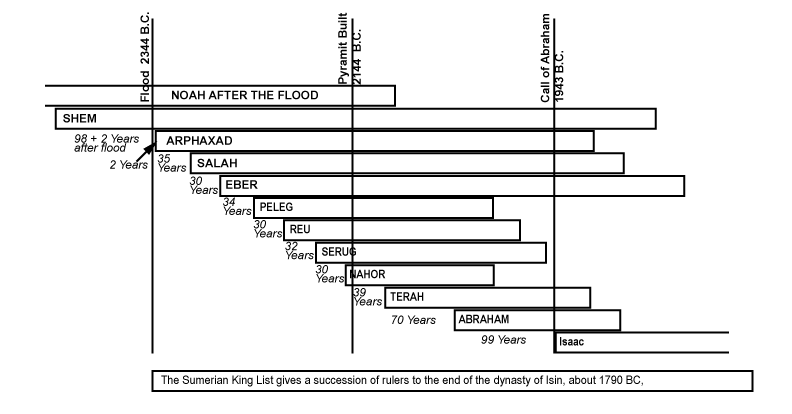 Flood 2344 B.C.
Pyramit Built
2144 B.C.
Call of Abraham
1943 B.C.
NOAH AFTER THE FLOOD
SHEM
98 + 2 Years
after flood
ARPHAXAD
2 Years
35
Years
SALAH
30
Years
EBER
34
Years
PELEG
30
Years
REU
32
Years
SERUG
30
Years
NAHOR
39
Years
TERAH
70 Years
ABRAHAM
99 Years
Isaac
The Sumerian King List gives a succession of rulers to the end of the dynasty of Isin, about 1790 BC,